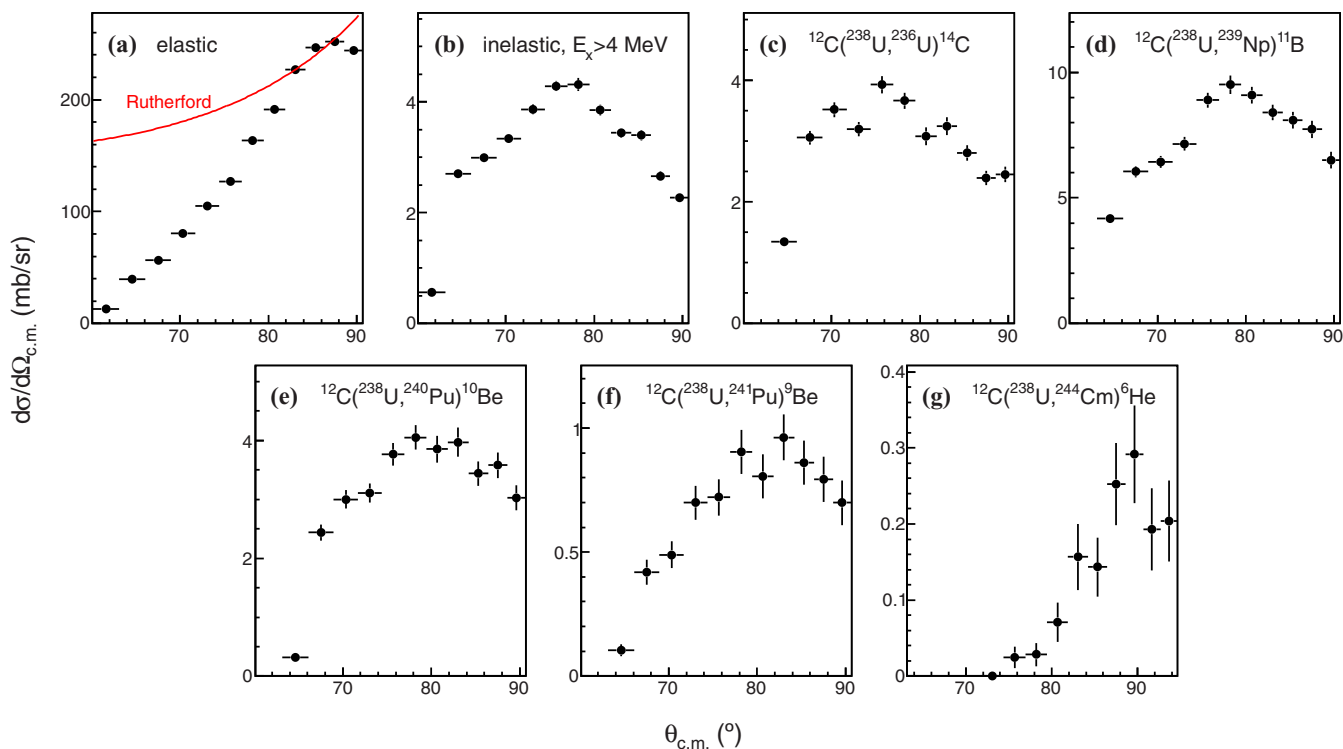 (a) elastic
Rutherford
200
100
0
70 80 90
(b) inelastic, Eₓ>4 MeV
4
2
0
70 80 90
(c) ¹²C(²³⁸U,²³⁶U)¹⁴C
6
4
2
0
70 80 90
(d) ¹²C(²³⁸U,²³⁹Np)¹¹B
10
5
0
70 80 90
dσ/dΩc.m. (mb/sr)
(e) ¹²C(²³⁸U,²⁴⁰Pu)¹⁰Be
4
2
0
70 80 90
(f) ¹²C(²³⁸U,²⁴¹Pu)⁹Be
1
0.5
0
70 80 90
(g) ¹²C(²³⁸U,²⁴⁴Cm)⁶He
0.4
0.3
0.2
0.1
0
70 80 90
θc.m. (º)